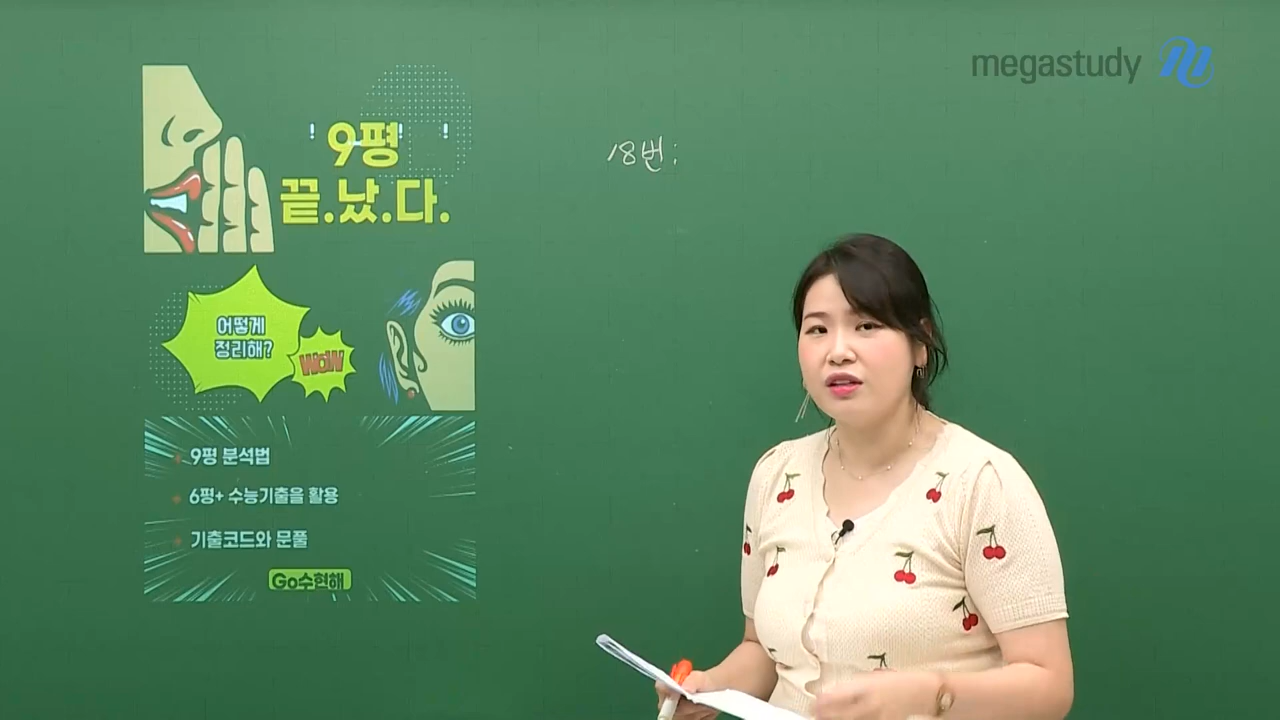 megastudy
9평
끝.났.다.
18번:
어떻게
정리해?
WOW
9평 분석법
6평+ 수능기출을 활용
기출코드와 문풀
Go수현해